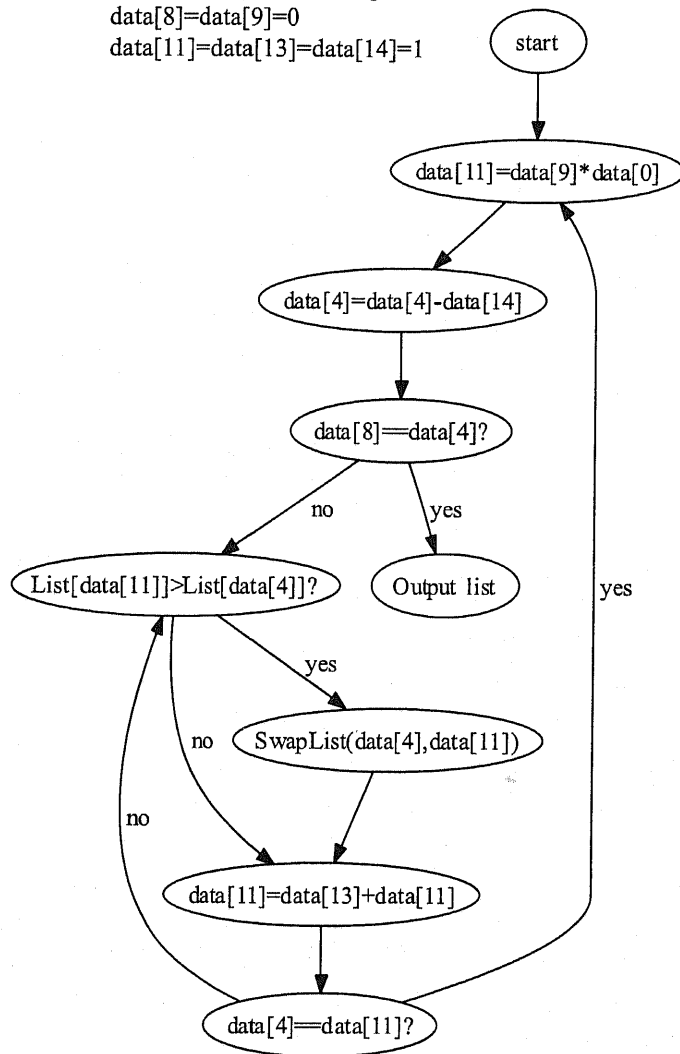 data[8]=data[9]=0
data[11]=data[13]=data[14]=1
start
data[11]=data[9]*data[0]
data[4]=data[4]-data[14]
data[8]==data[4]?
no
yes
List[data[11]]>List[data[4]]?
Output list
yes
yes
SwapList(data[4],data[11])
no
no
data[11]=data[13]+data[11]
data[4]==data[11]?